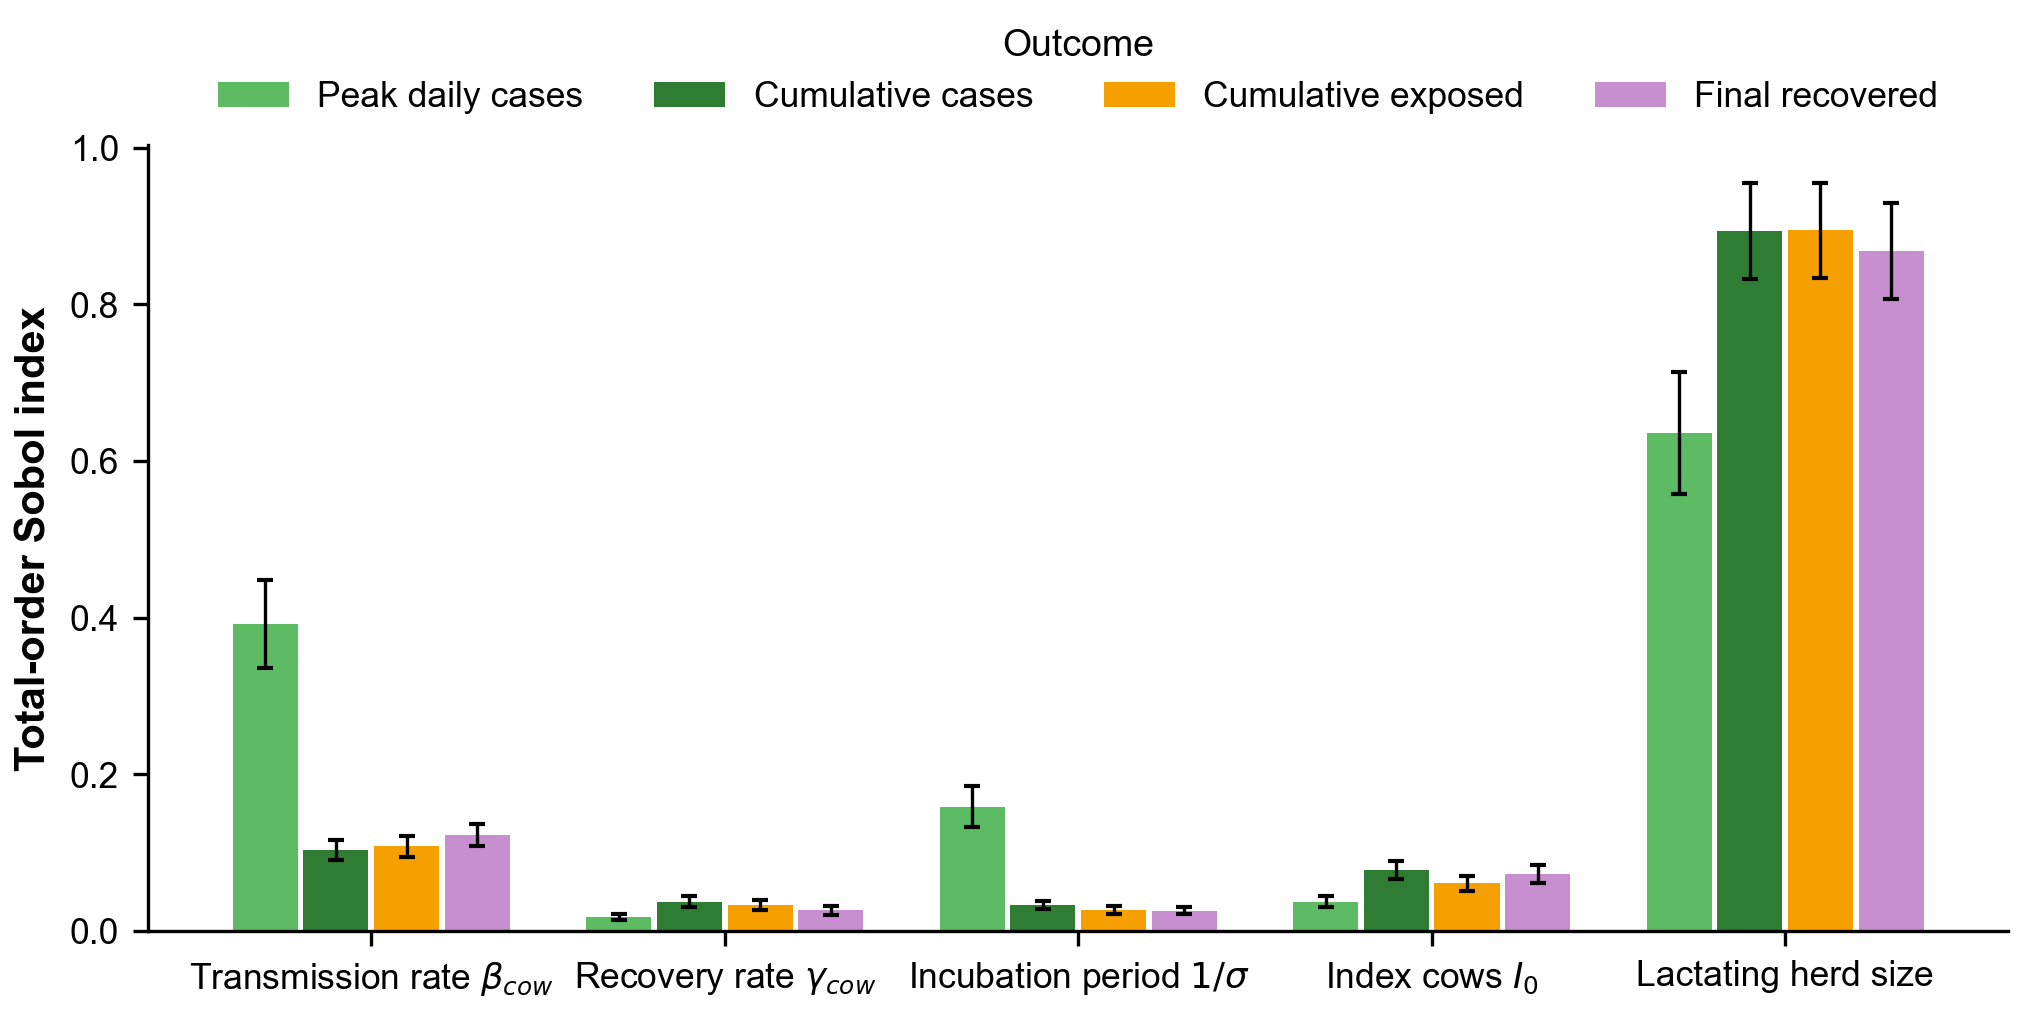 Outcome
Peak daily cases Cumulative cases Cumulative exposed Final recovered
Total-order Sobol index
1.0
0.8
0.6
0.4
0.2
0.0
Transmission rate β_cow Recovery rate γ_cow Incubation period 1/σ Index cows I_0 Lactating herd size